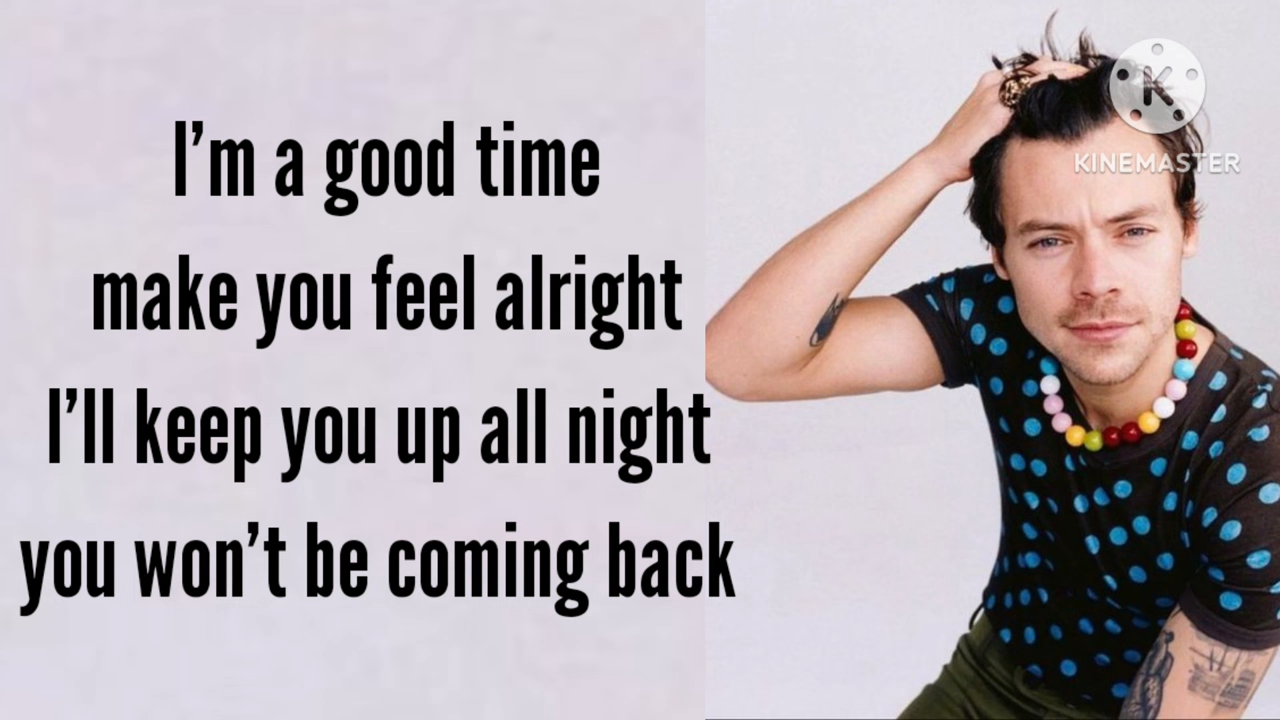 I’m a good time
make you feel alright
I’ll keep you up all night
you won’t be coming back
K
KINEMASTER